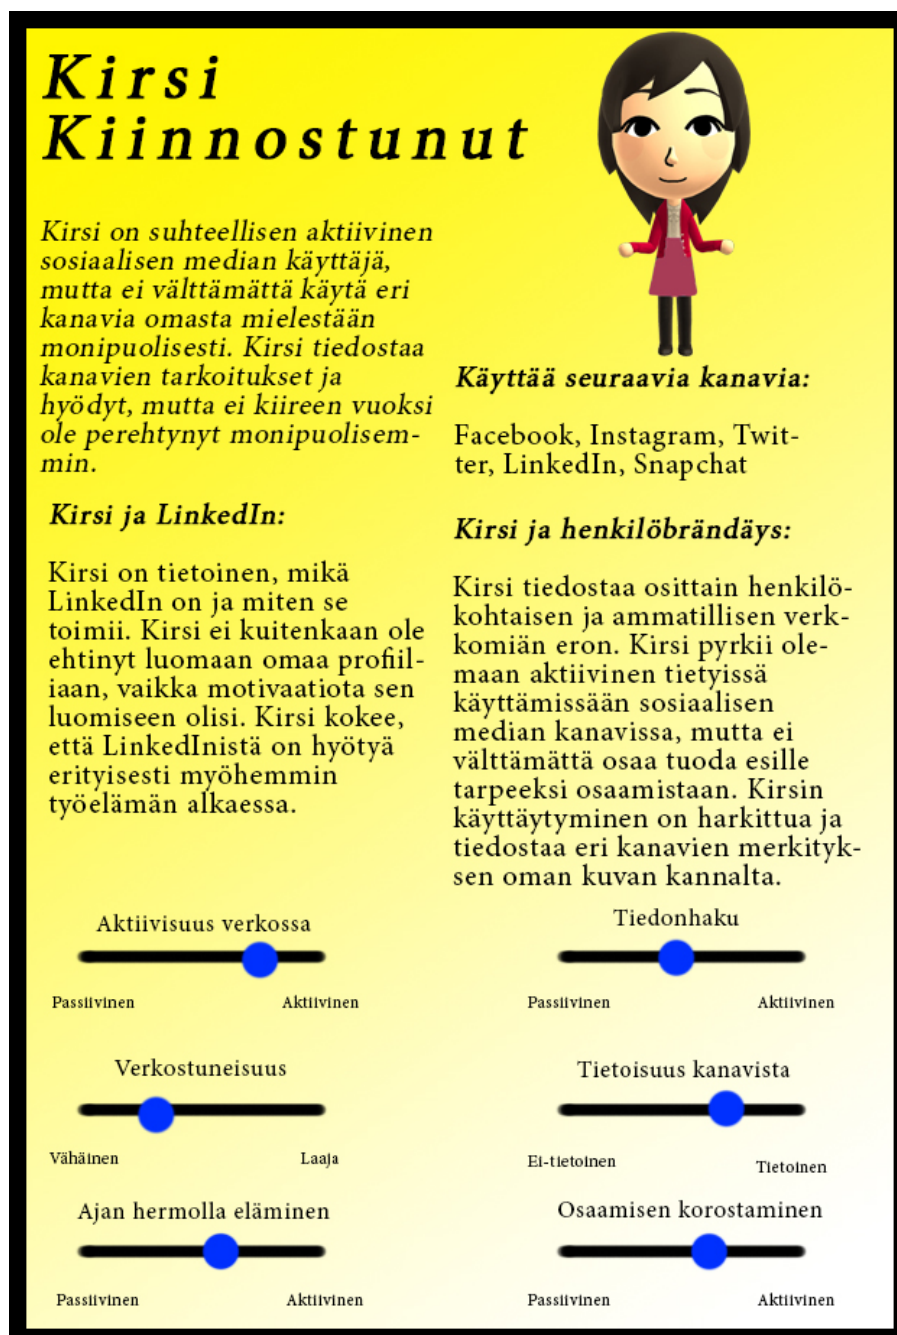 Kirsi
Kiinnostunut
Kirsi on suhteellisen aktiivinen
sosiaalisen median käyttäjä,
mutta ei välttämättä käytä eri
kanavia omasta mielestään
monipuolisesti. Kirsi tiedostaa
kanavien tarkoitukset ja
hyödyt, mutta ei kiireen vuoksi
ole perehtynyt monipuolisem-
min.
Kirsi ja LinkedIn:
Kirsi on tietoinen, mikä
LinkedIn on ja miten se
toimii. Kirsi ei kuitenkaan ole
ehtinyt luomaan omaa profiil-
iaan, vaikka motivaatiota sen
luomiseen olisi. Kirsi kokee,
että LinkedInistä on hyötyä
erityisesti myöhemmin
työelämän alkaessa.
Käyttää seuraavia kanavia:
Facebook, Instagram, Twit-
ter, LinkedIn, Snapchat
Kirsi ja henkilöbrändäys:
Kirsi tiedostaa osittain henkilö-
kohtaisen ja ammatillisen verk-
komiän eron. Kirsi pyrkii ole-
maan aktiivinen tietyissä
käyttämissään sosiaalisen
median kanavissa, mutta ei
välttämättä osaa tuoda esille
tarpeeksi osaamistaan. Kirsin
käyttäytyminen on harkittua ja
tiedostaa eri kanavien merkityk-
sen oman kuvan kannalta.
Aktiivisuus verkossa
Passiivinen Aktiivinen
Tiedonhaku
Passiivinen Aktiivinen
Verkostuneisuus
Vähäinen Laaja
Tietoisuus kanavista
Ei-tietoinen Tietoinen
Ajan hermolla eläminen
Passiivinen Aktiivinen
Osaamisen korostaminen
Passiivinen Aktiivinen